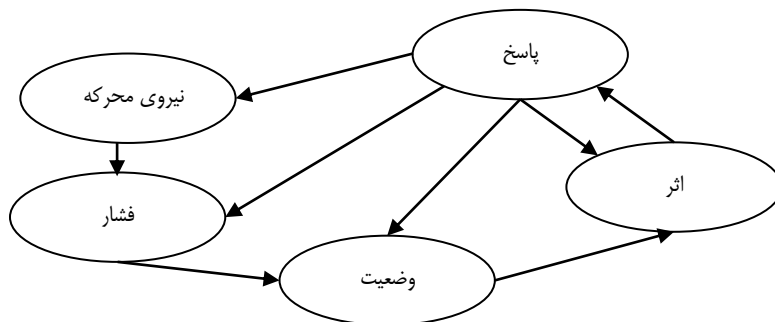 پاسخ
نیروی محرکه
اثر
فشار
وضعیت